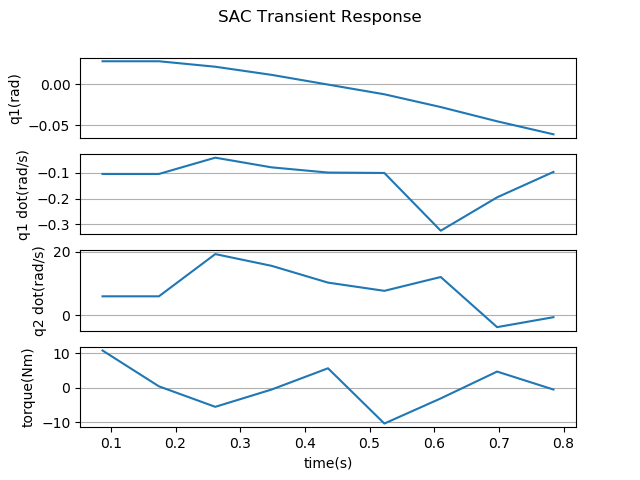 SAC Transient Response
q1(rad)
0.00
−0.05
q1 dot(rad/s)
−0.1
−0.2
−0.3
q2 dot(rad/s)
20
0
torque(Nm)
10
0
−10
0.1 0.2 0.3 0.4 0.5 0.6 0.7 0.8
time(s)